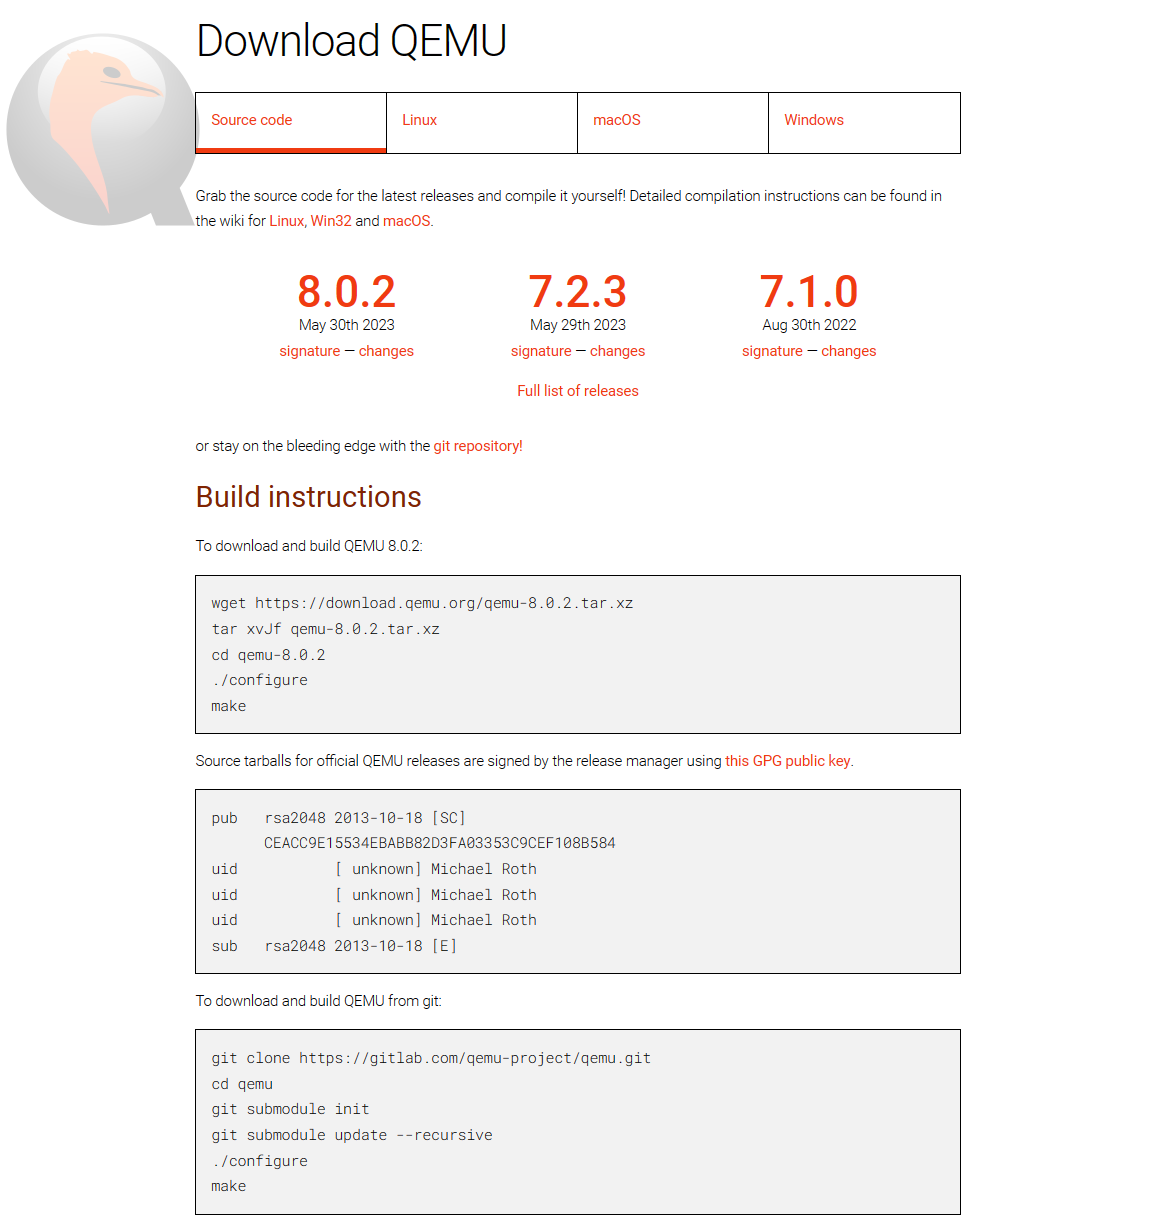 Download QEMU
Source code
Linux
macOS
Windows
Grab the source code for the latest releases and compile it yourself! Detailed compilation instructions can be found in
the wiki for Linux, Win32 and macOS.
8.0.2
May 30th 2023
signature — changes
7.2.3
May 29th 2023
signature — changes
7.1.0
Aug 30th 2022
signature — changes
Full list of releases
or stay on the bleeding edge with the git repository!
Build instructions
To download and build QEMU 8.0.2:
wget https://download.qemu.org/qemu-8.0.2.tar.xz
tar xvJf qemu-8.0.2.tar.xz
cd qemu-8.0.2
./configure
make
Source tarballs for official QEMU releases are signed by the release manager using this GPG public key.
pub   rsa2048 2013-10-18 [SC]
      CEACC9E15534EBABB82D3FA03353C9CEF108B584
uid           [ unknown] Michael Roth
uid           [ unknown] Michael Roth
uid           [ unknown] Michael Roth
sub   rsa2048 2013-10-18 [E]
To download and build QEMU from git:
git clone https://gitlab.com/qemu-project/qemu.git
cd qemu
git submodule init
git submodule update --recursive
./configure
make